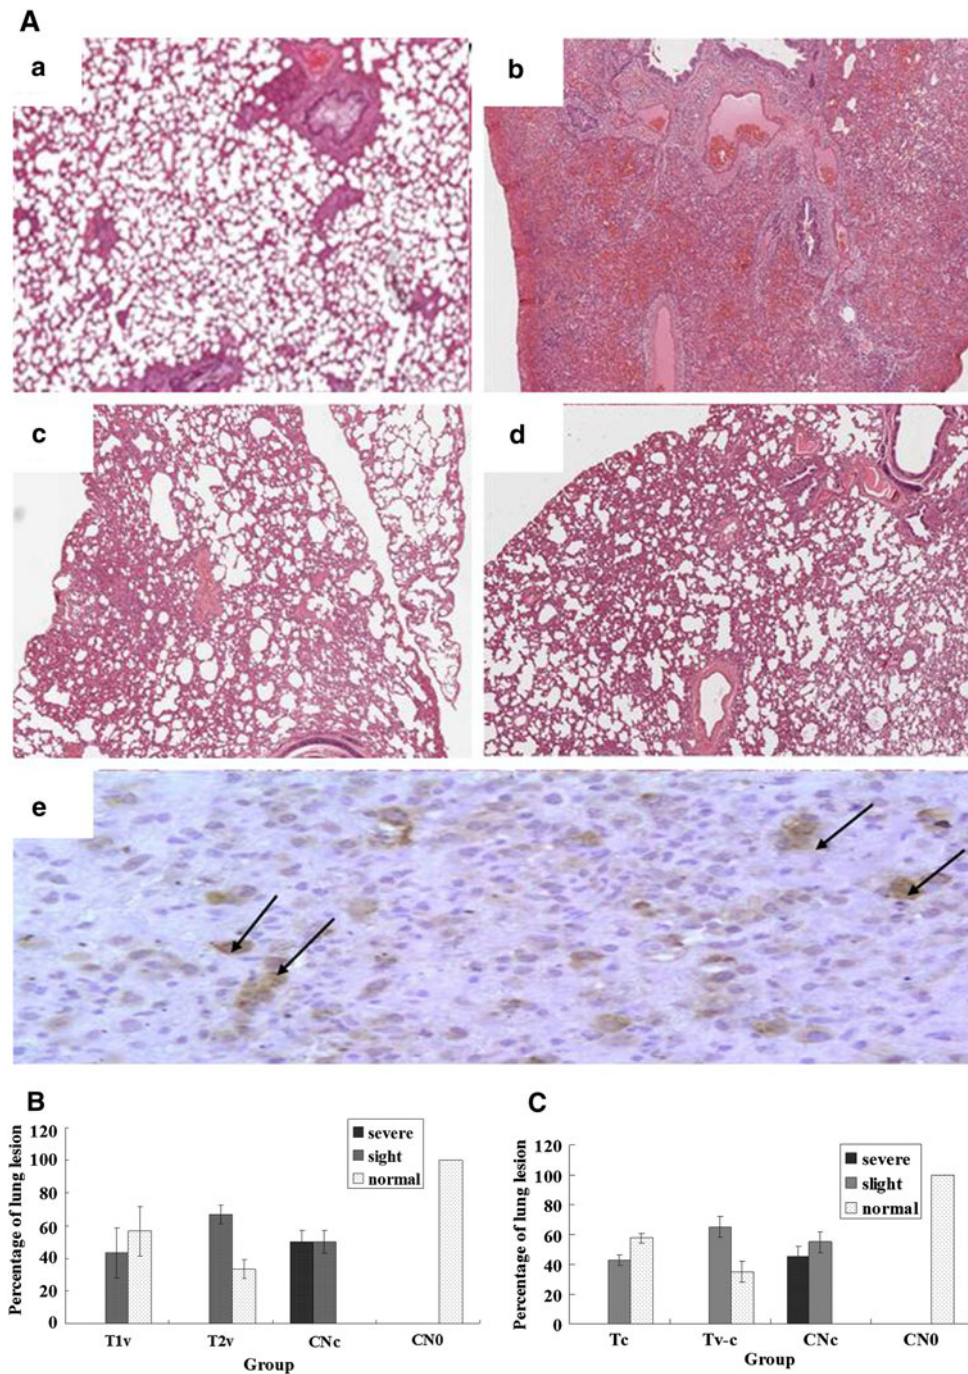 A
a
b
c
d
e
B
120
100
80
60
40
20
0
Percentage of lung lesion
severe
sight
normal
T1v
T2v
CNc
CN0
Group
C
120
100
80
60
40
20
0
Percentage of lung lesion
severe
slight
normal
Tc
Tv-c
CNc
CN0
Group